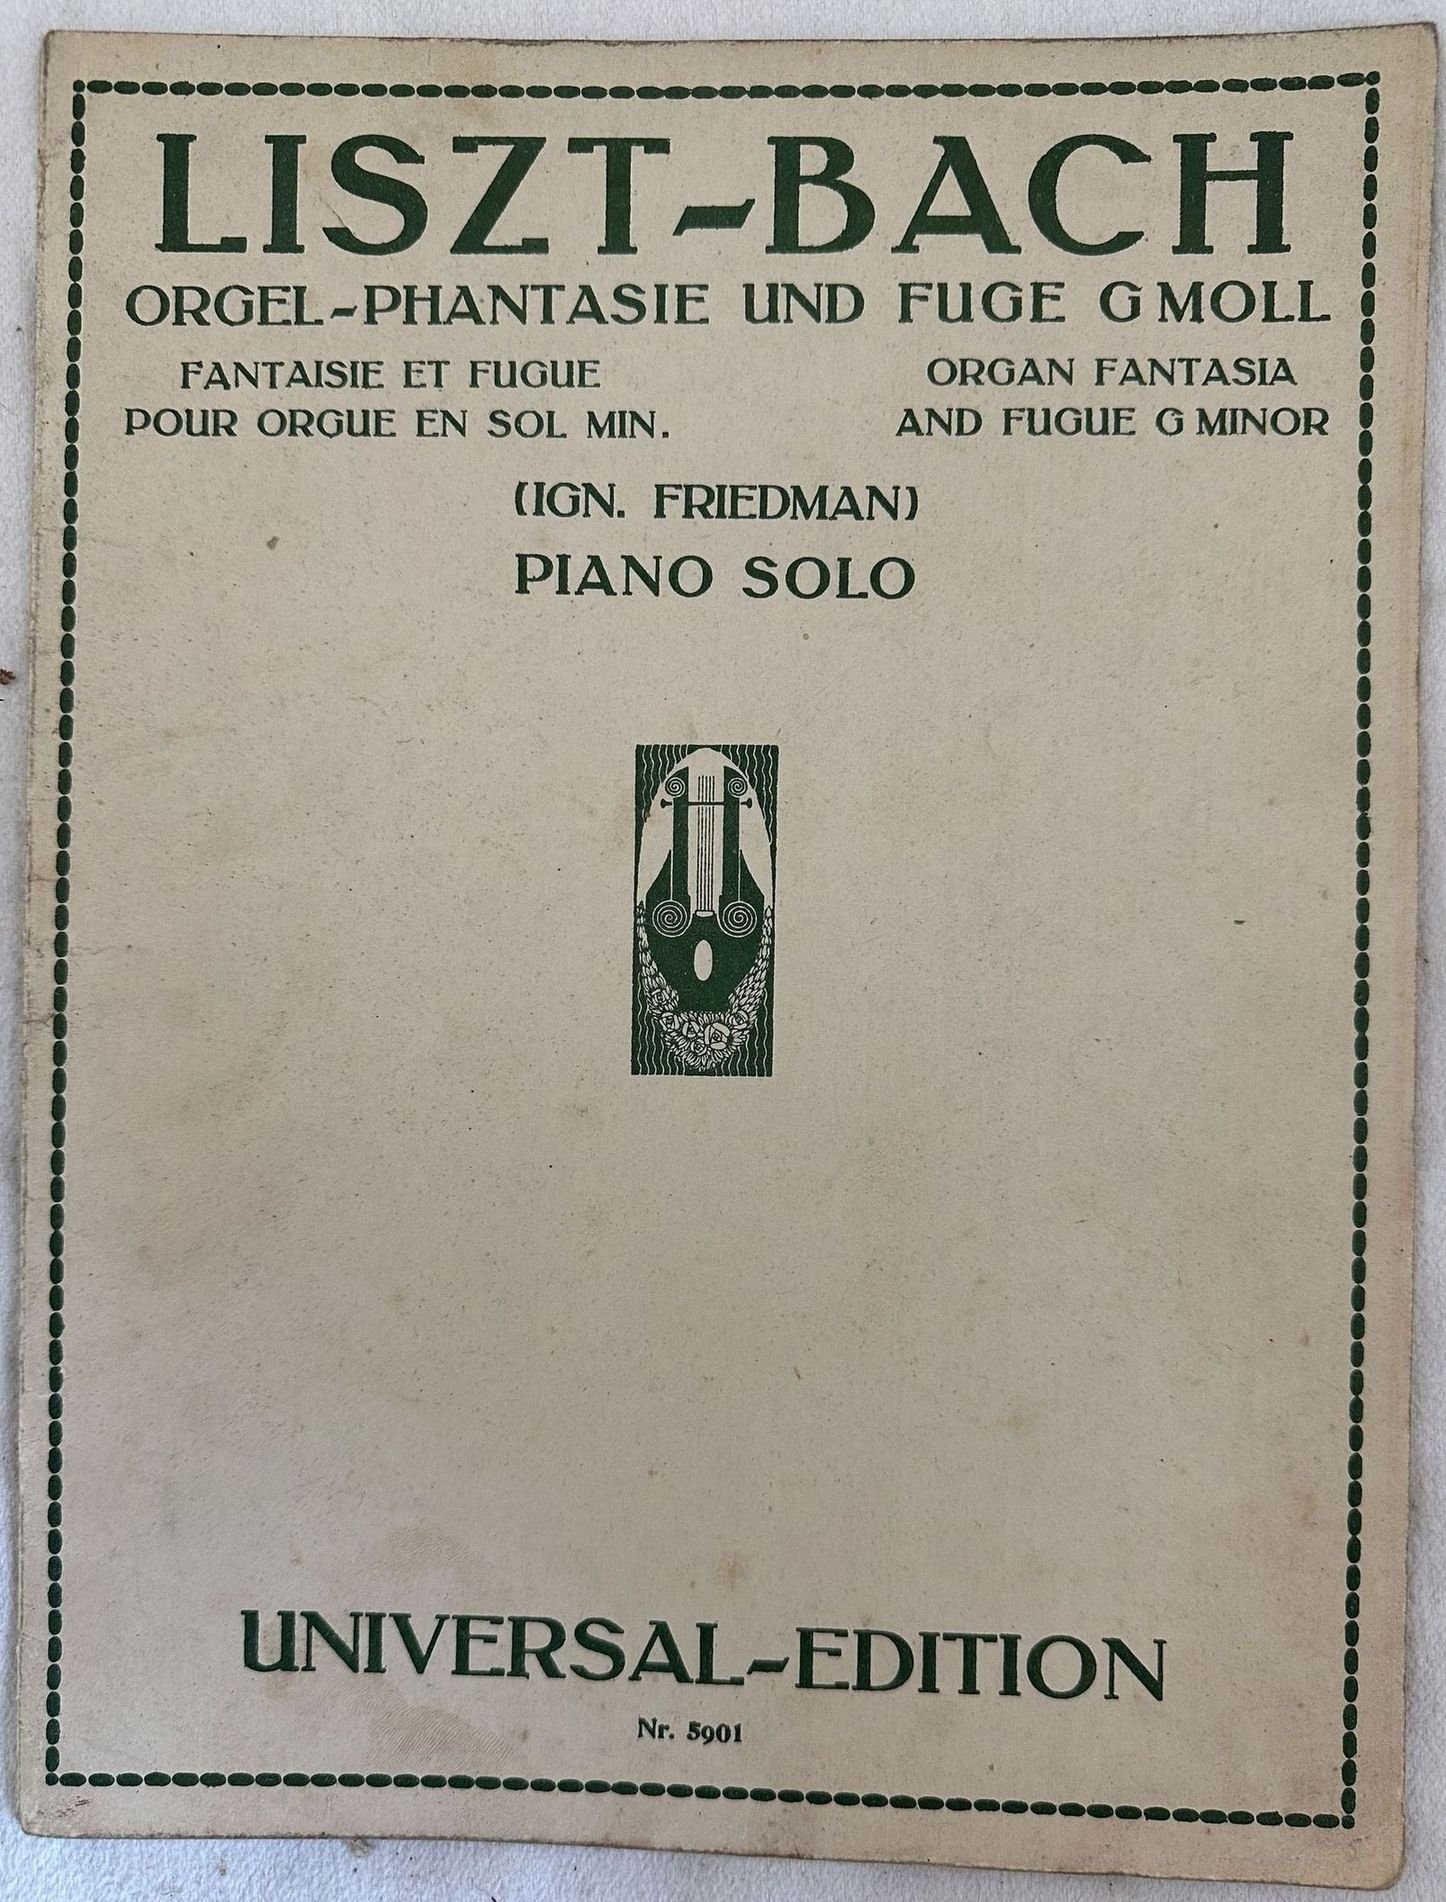 LISZT-BACH
ORGEL-PHANTASIE UND FUGE G MOLL
FANTAISIE ET FUGUE
POUR ORGUE EN SOL MIN.
ORGAN FANTASIA
AND FUGUE G MINOR
(IGN. FRIEDMAN)
PIANO SOLO
UNIVERSAL-EDITION
Nr. 5901